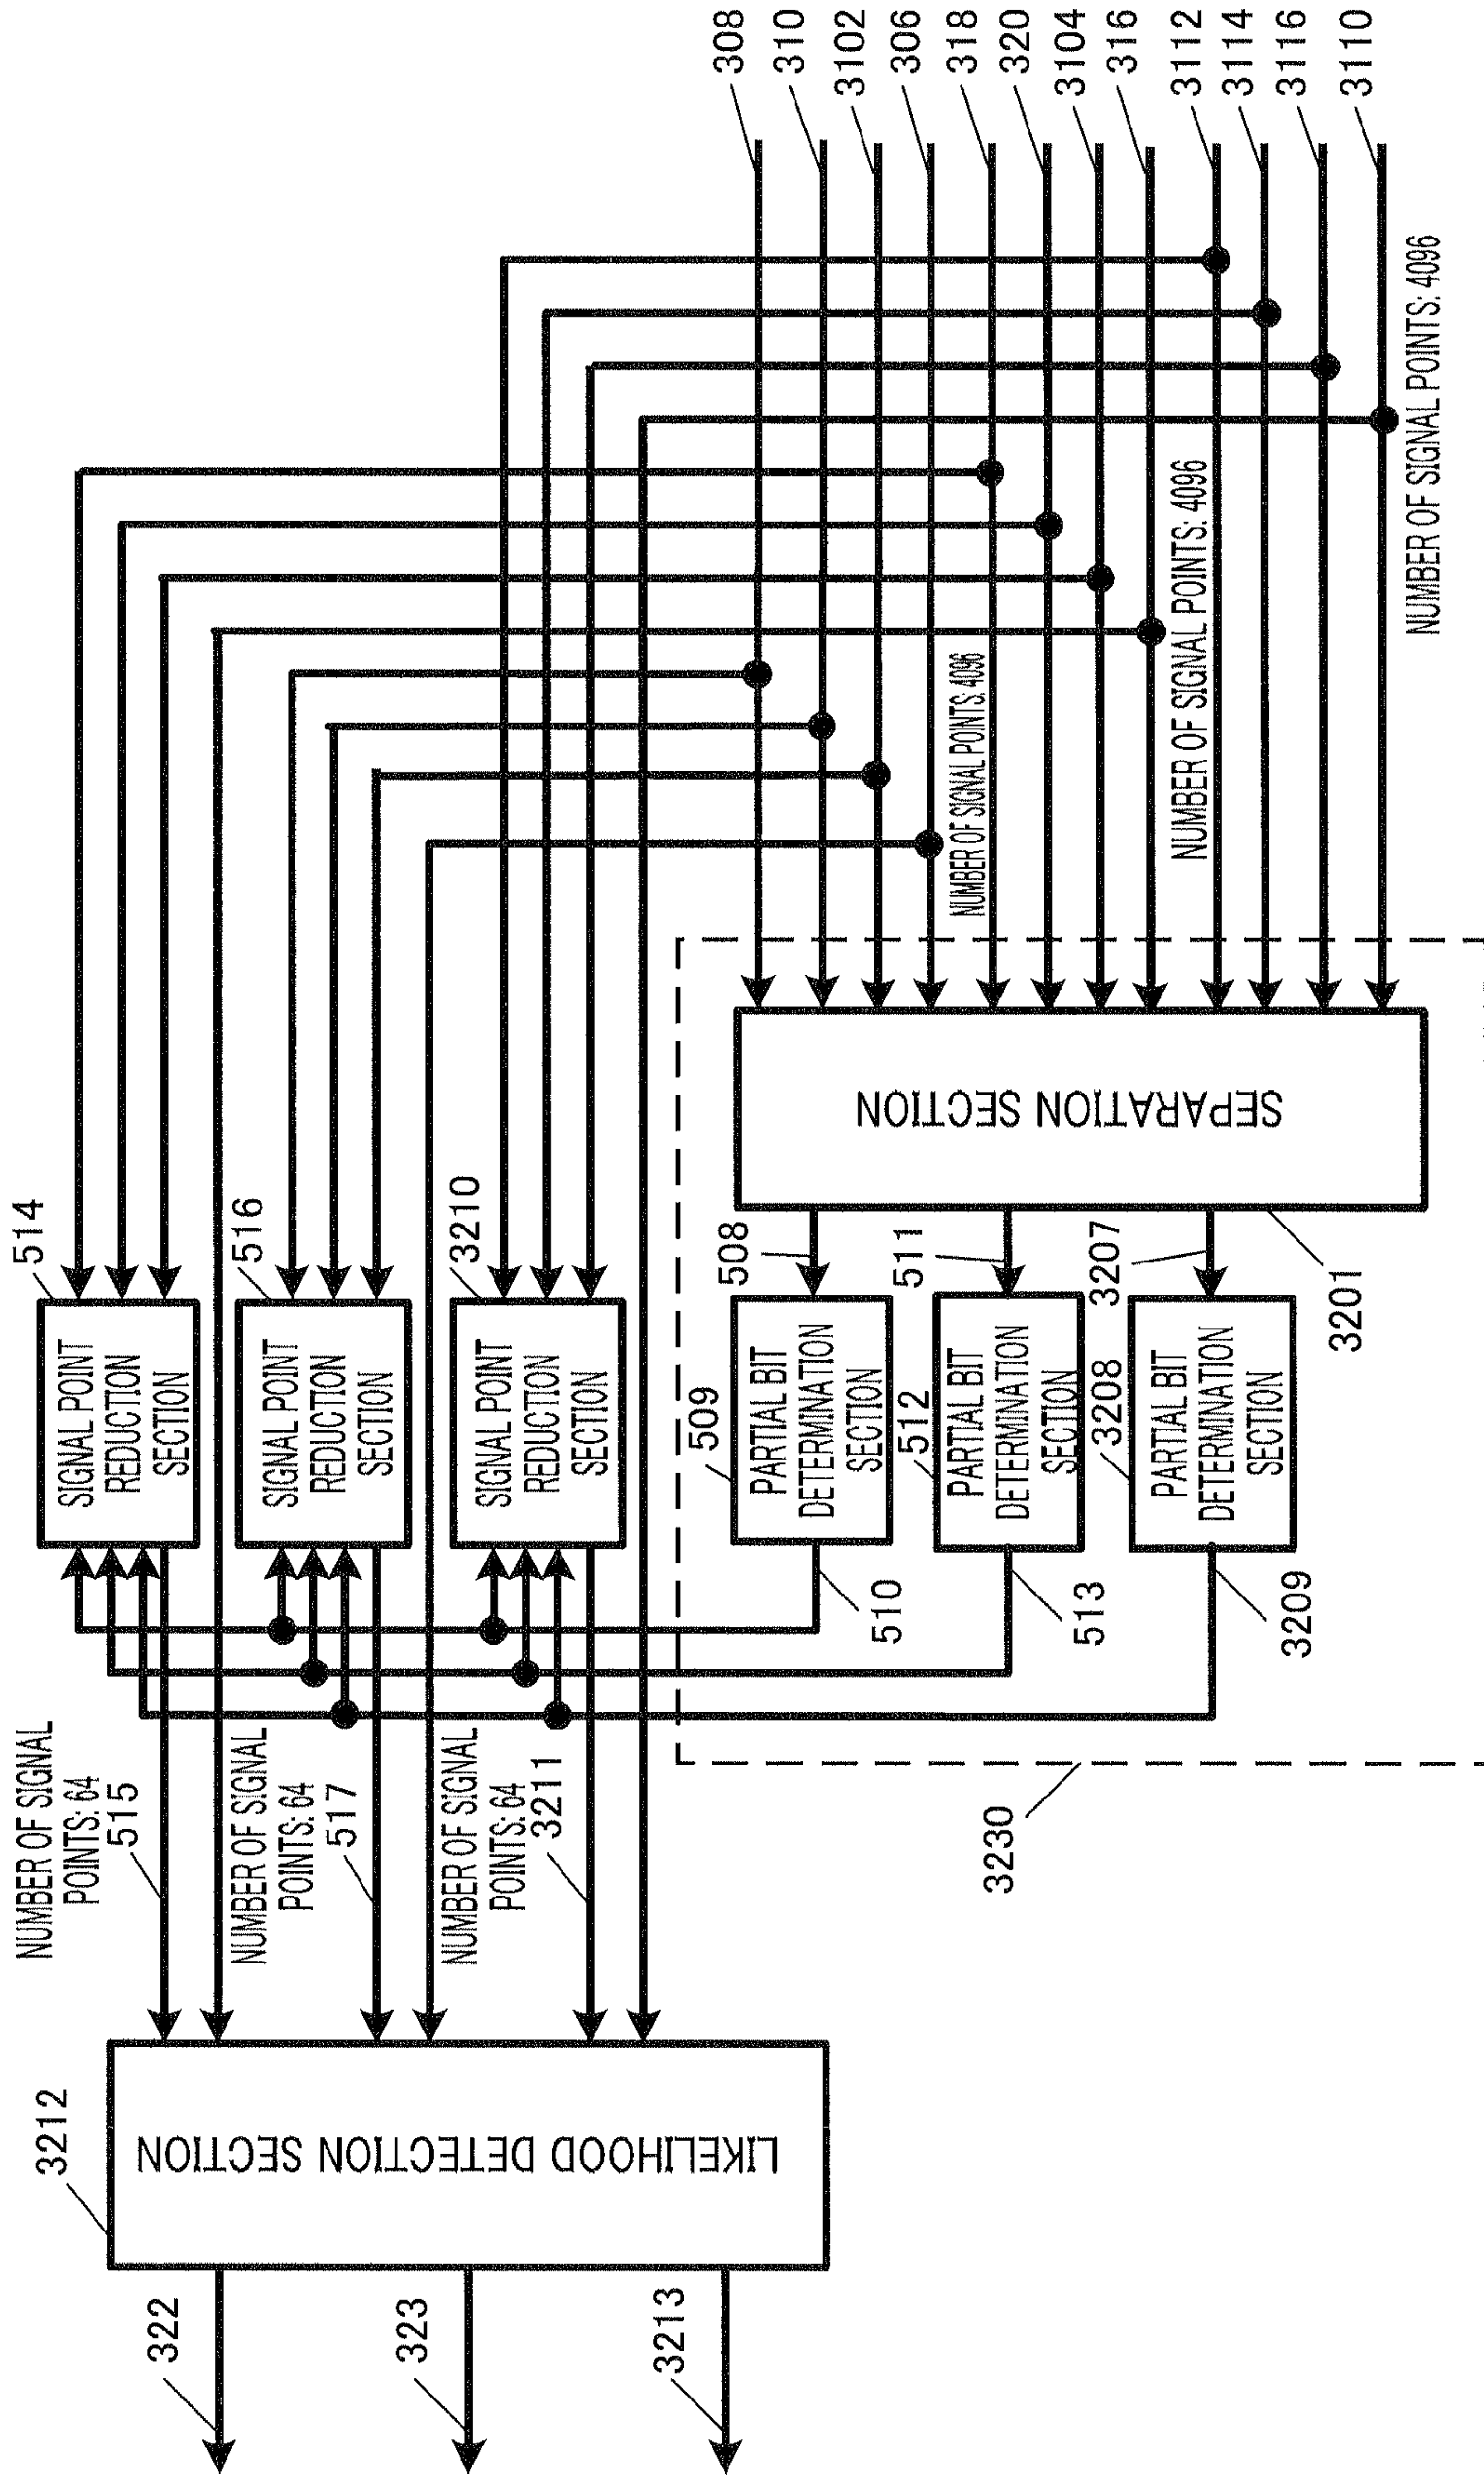 308
310
3102
306
318
320
3104
316
3112
3114
3116
3110
NUMBER OF SIGNAL POINTS: 4096
NUMBER OF SIGNAL POINTS: 4096
NUMBER OF SIGNAL POINTS: 4096
514
SIGNAL POINT
REDUCTION
SECTION
516
SIGNAL POINT
REDUCTION
SECTION
3210
SIGNAL POINT
REDUCTION
SECTION
SEPARATION SECTION
3201
508
511
3207
509
PARTIAL BIT
DETERMINATION
SECTION
512
PARTIAL BIT
DETERMINATION
SECTION
3208
PARTIAL BIT
DETERMINATION
SECTION
510
513
3209
3230
NUMBER OF SIGNAL
POINTS: 64
515
NUMBER OF SIGNAL
POINTS: 64
517
NUMBER OF SIGNAL
POINTS: 64
3211
3212
LIKELIHOOD DETECTION SECTION
322
323
3213